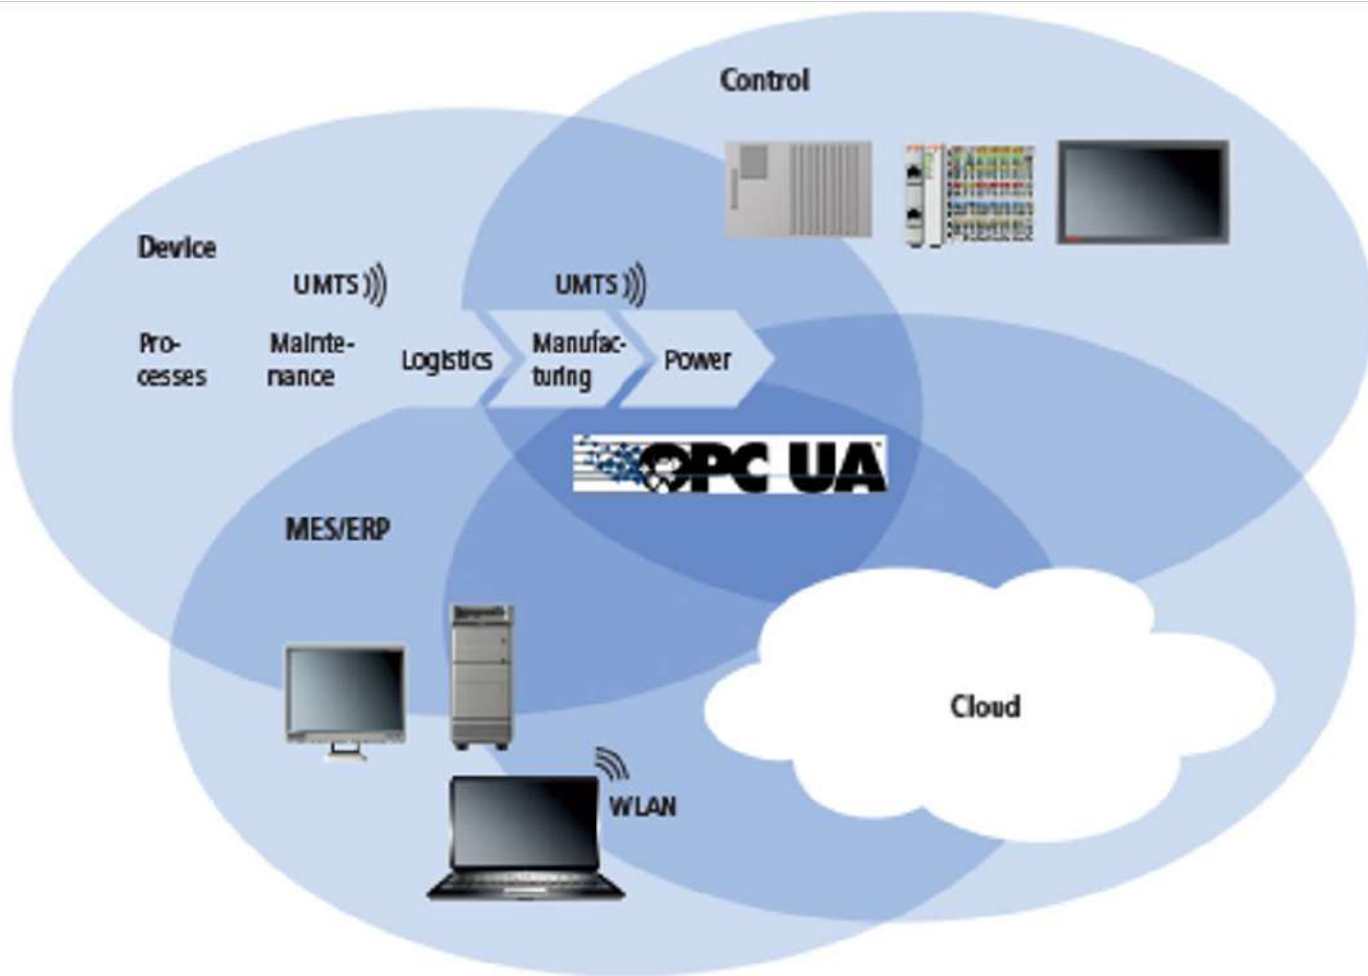 Control
Device
UMTS
UMTS
Pro-
cesses
Mainte-
nance
Logistics
Manufac-
turing
Power
OPC UA
MES/ERP
Cloud
WLAN